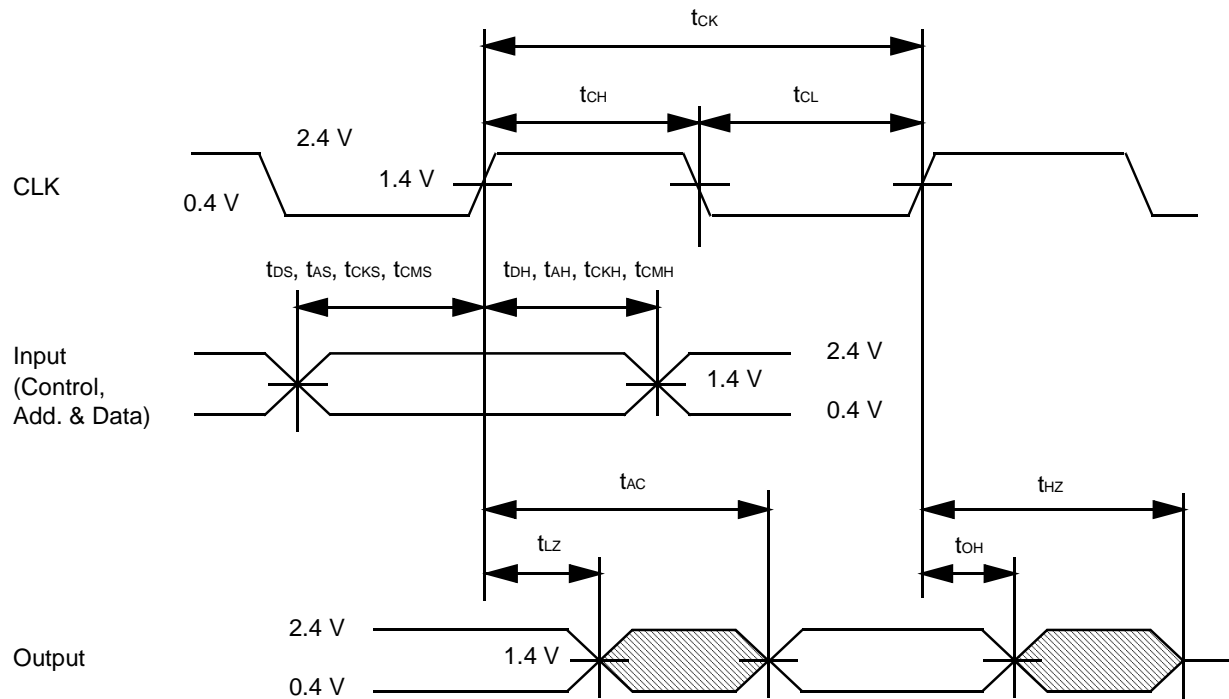 tCK
tCH tCL
2.4 V
CLK 1.4 V
0.4 V
tDS, tAS, tCKS, tCMS tDH, tAH, tCKH, tCMH
Input 2.4 V
(Control, 1.4 V
Add. & Data) 0.4 V
tAC tHZ
tLZ tOH
2.4 V
Output 1.4 V
0.4 V